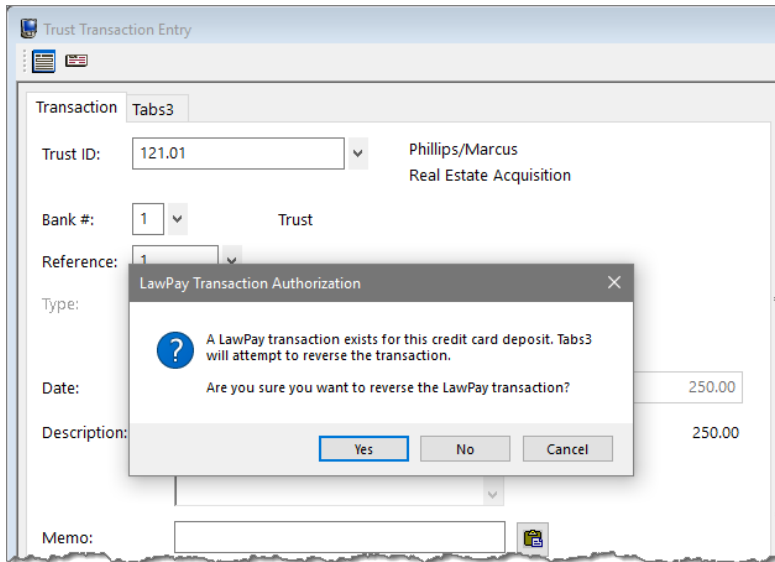 Trust Transaction Entry
Transaction Tabs3
Trust ID: 121.01 Phillips/Marcus
Real Estate Acquisition
Bank #: 1 Trust
Reference: 1
LawPay Transaction Authorization
Type:
A LawPay transaction exists for this credit card deposit. Tabs3
will attempt to reverse the transaction.
Are you sure you want to reverse the LawPay transaction?
Date: 250.00
Description: 250.00
Yes No Cancel
Memo: